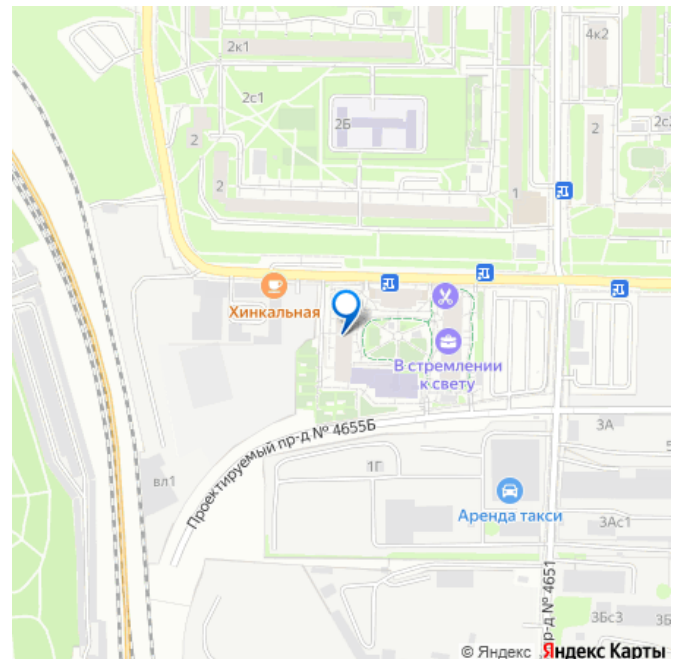 2к1
4к2
2с1
2Б
2
2
2
1
Хинкальная
В стремлении
к свету
Проектируемый пр-д № 4655Б
3А
1Г
вл1
Аренда такси
3Ас1
пр-д № 4651
3Бс3
3Б
© Яндекс Яндекс Карты